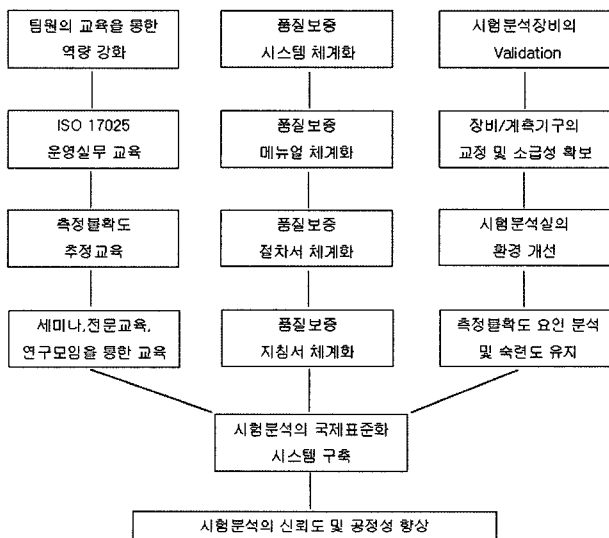 팀원의 교육을 통한
역량 강화
품질보증
시스템 체계화
시험분석장비의
Validation
ISO 17025
운영실무 교육
품질보증
메뉴얼 체계화
장비/계측기구의
교정 및 소급성 확보
측정불확도
추정교육
품질보증
절차서 체계화
시험분석실의
환경 개선
세미나,전문교육,
연구모임을 통한 교육
품질보증
지침서 체계화
측정불확도 요인 분석
및 숙련도 유지
시험분석의 국제표준화
시스템 구축
시험분석의 신뢰도 및 공정성 향상